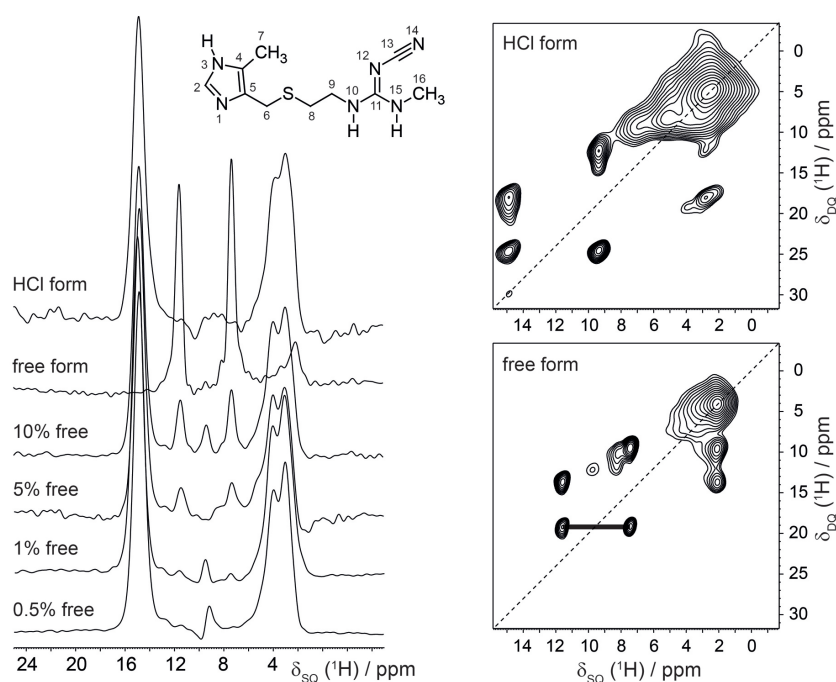 H
N
3
4
7
CH₃
2
5
N
1
6
S
8
9
10
N
H
11
12
N
13
14
N
15
N
H
16
CH₃
HCl form
free form
10% free
5% free
1% free
0.5% free
24 20 16 12 8 4 δSQ (¹H) / ppm
HCl form
0
5
10
15
20
25
30
δDQ (¹H) / ppm
14 12 10 8 6 4 2 0
free form
0
5
10
15
20
25
30
δDQ (¹H) / ppm
14 12 10 8 6 4 2 0
δSQ (¹H) / ppm